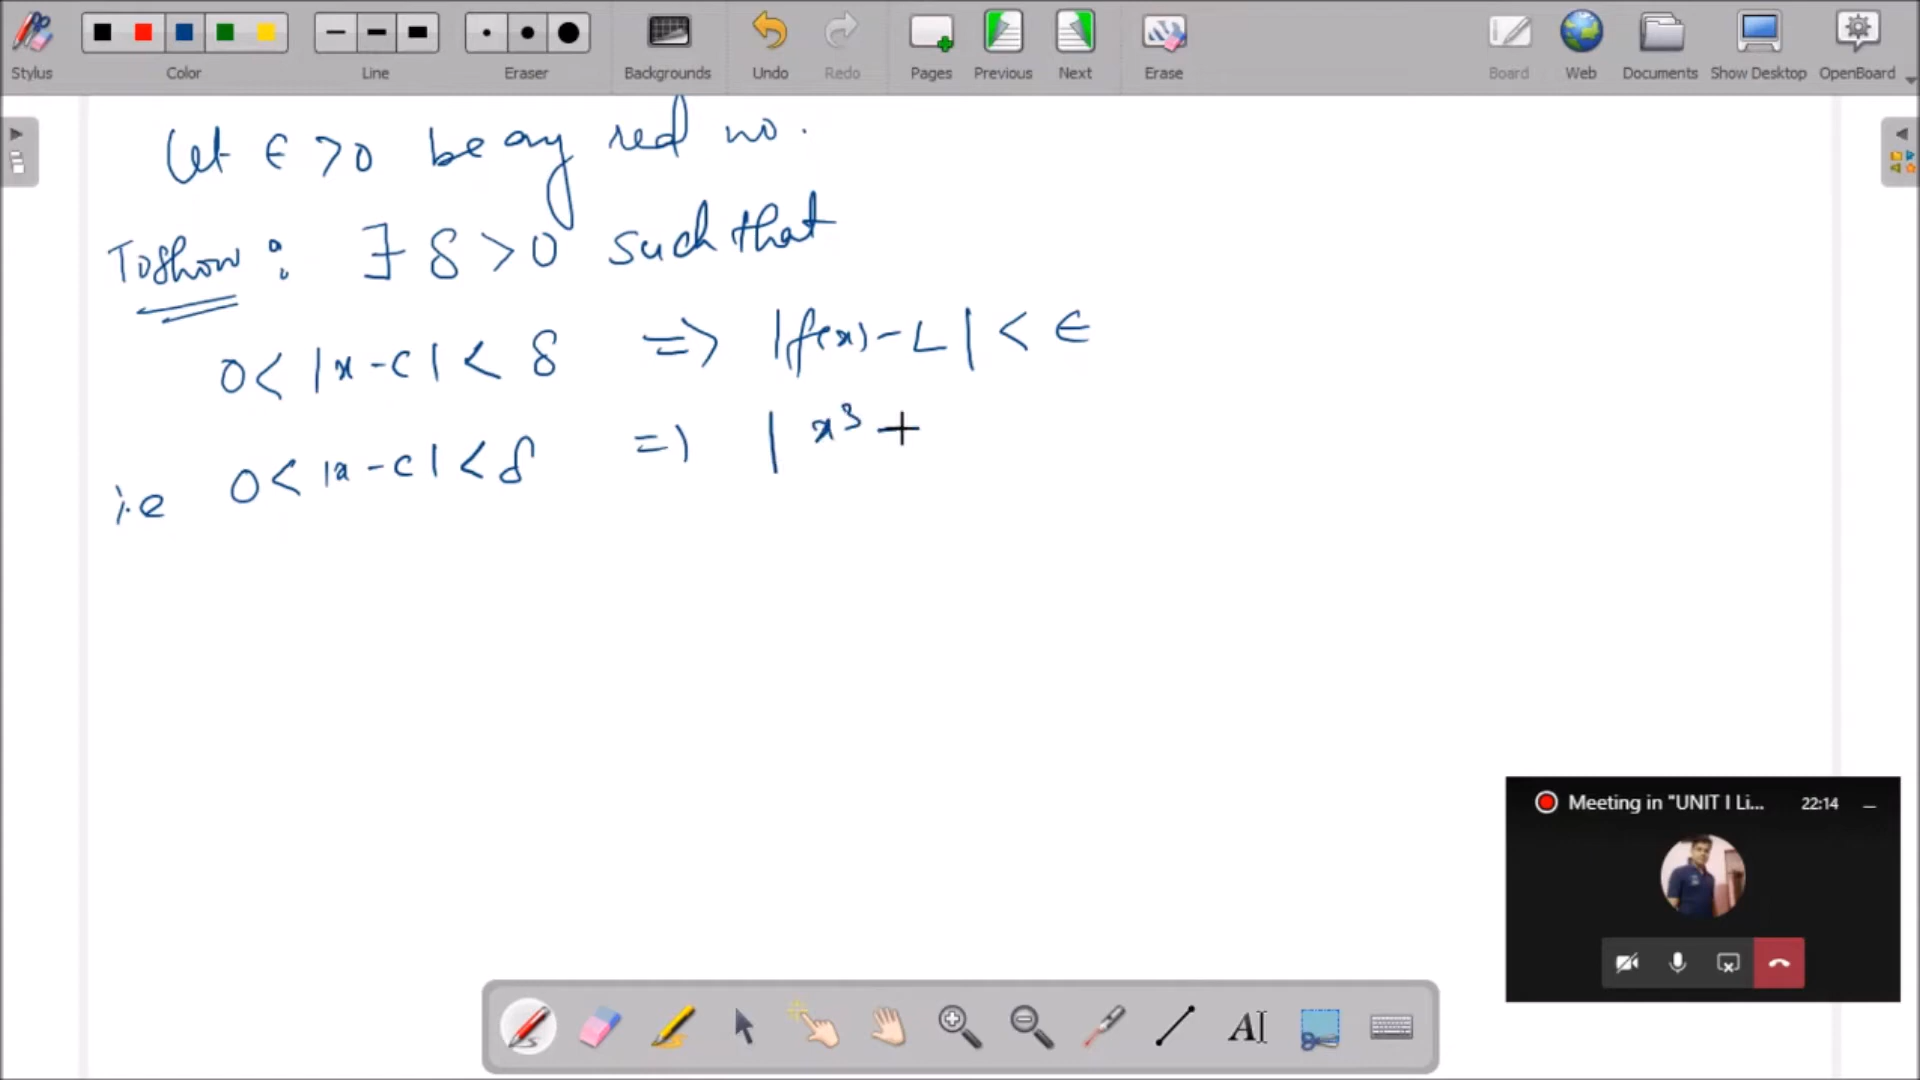 Stylus
Color
Line
Eraser
Backgrounds
Undo
Redo
Pages
Previous
Next
Erase
Board
Web
Documents
Show Desktop
OpenBoard
Let ϵ > 0 be any real no.
To show : ∃ δ > 0 such that
0 < |x - c| < δ => |f(x) - L| < ϵ
i.e 0 < |x - c| < δ => | x³ -
Meeting in "UNIT I Li... 22:14
AI